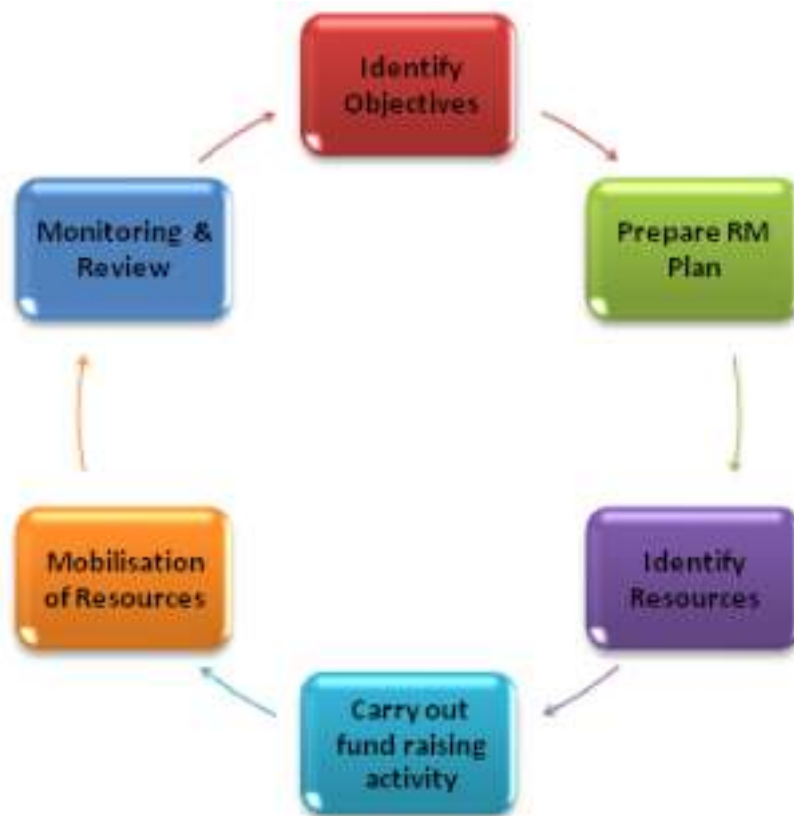 Identify
Objectives
Prepare RM
Plan
Identify
Resources
Carry out
fund raising
activity
Mobilisation
of Resources
Monitoring &
Review